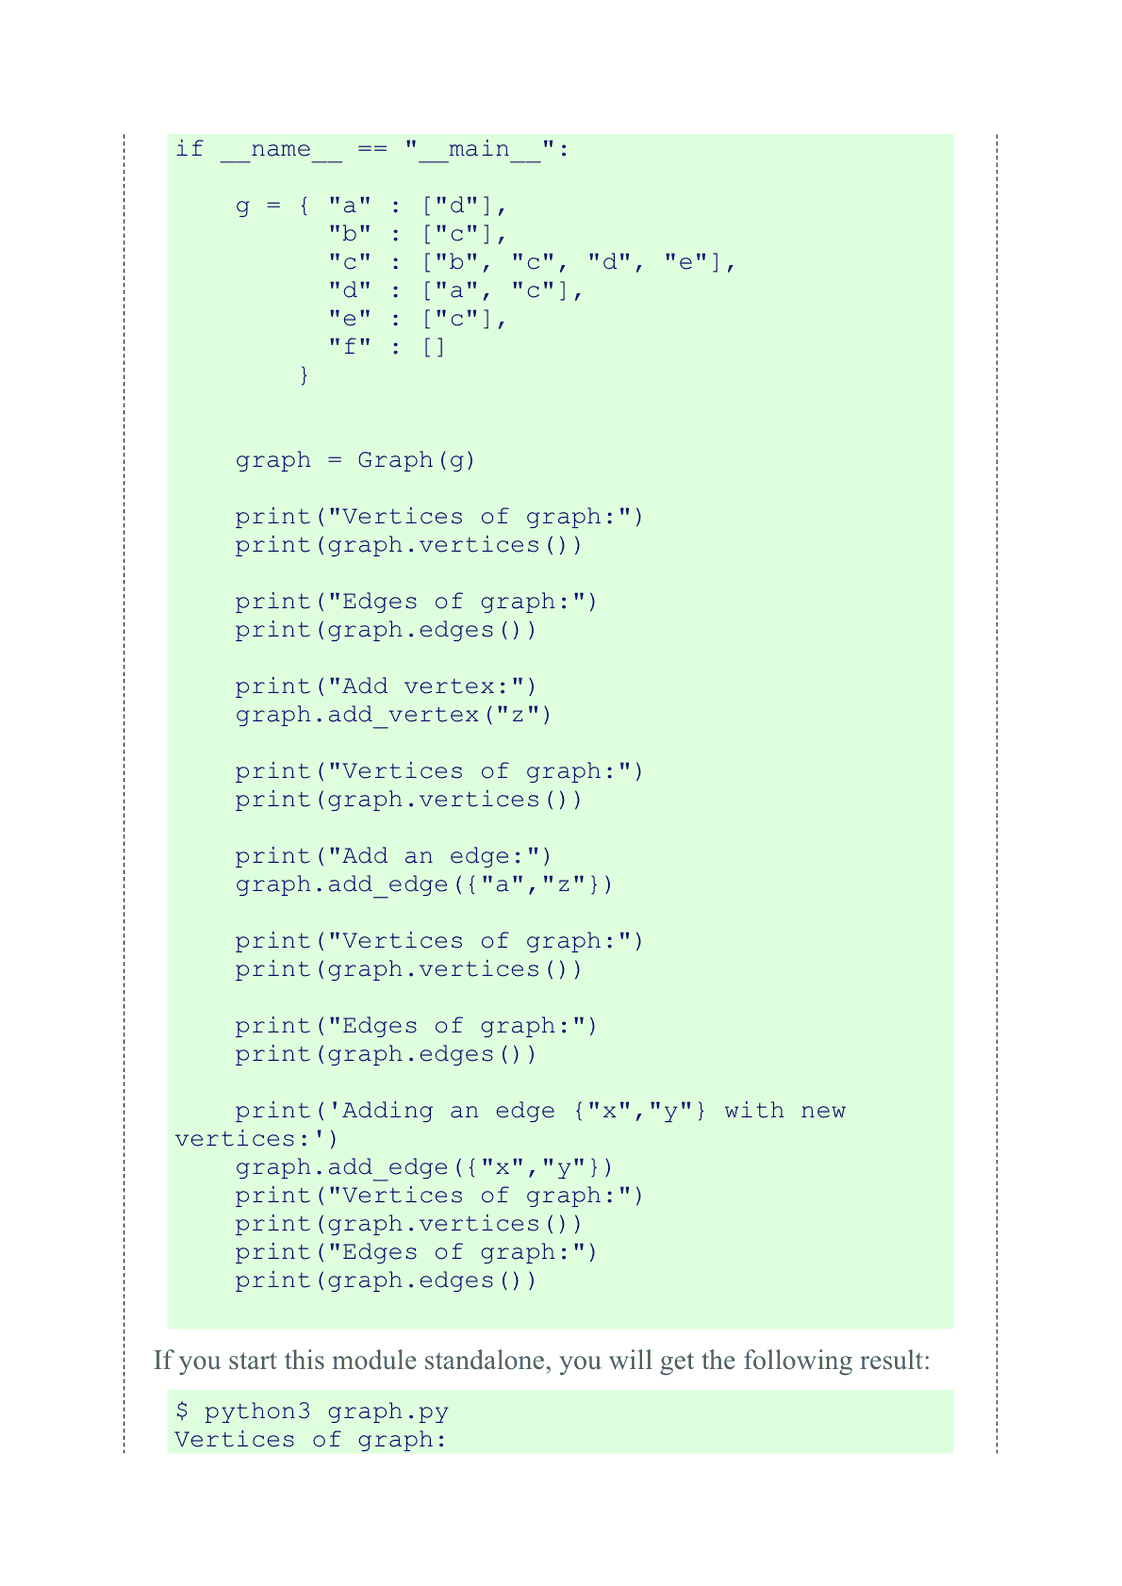 if __name__ == "__main__":
    g = { "a" : ["d"],
          "b" : ["c"],
          "c" : ["b", "c", "d", "e"],
          "d" : ["a", "c"],
          "e" : ["c"],
          "f" : []
        }
    graph = Graph(g)
    print("Vertices of graph:")
    print(graph.vertices())
    print("Edges of graph:")
    print(graph.edges())
    print("Add vertex:")
    graph.add_vertex("z")
    print("Vertices of graph:")
    print(graph.vertices())
    print("Add an edge:")
    graph.add_edge({"a","z"})
    print("Vertices of graph:")
    print(graph.vertices())
    print("Edges of graph:")
    print(graph.edges())
    print('Adding an edge {"x","y"} with new
vertices:')
    graph.add_edge({"x","y"})
    print("Vertices of graph:")
    print(graph.vertices())
    print("Edges of graph:")
    print(graph.edges())
If you start this module standalone, you will get the following result:
$ python3 graph.py
Vertices of graph: